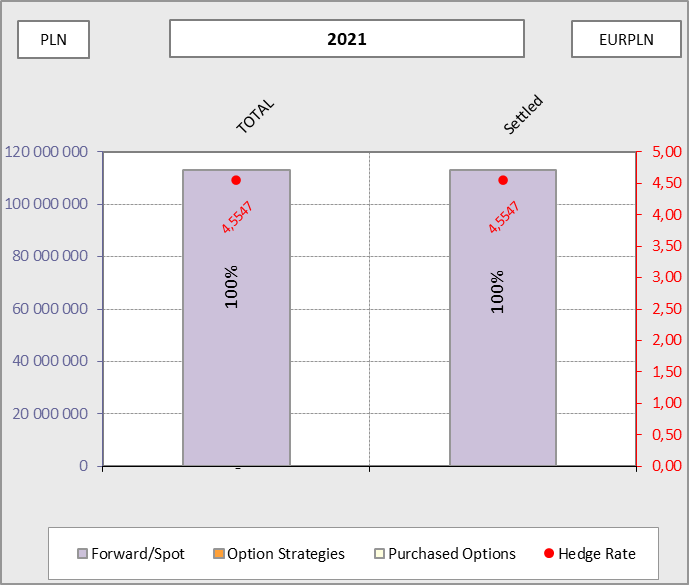 PLN
2021
EURPLN
TOTAL
Settled
120 000 000
100 000 000
80 000 000
60 000 000
40 000 000
20 000 000
0
5,00
4,50
4,00
3,50
3,00
2,50
2,00
1,50
1,00
0,50
0,00
4,5547
100%
4,5547
100%
Forward/Spot
Option Strategies
Purchased Options
Hedge Rate